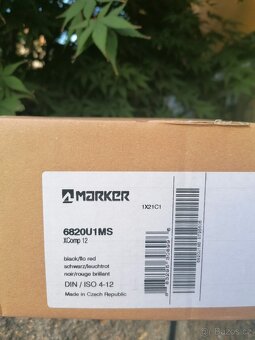 MARKER
1X21C1
6820U1MS
XComp 12
black/flo red
schwarz/leuchtrot
noir/rouge brillant
DIN / ISO 4-12
Made in Czech Republic